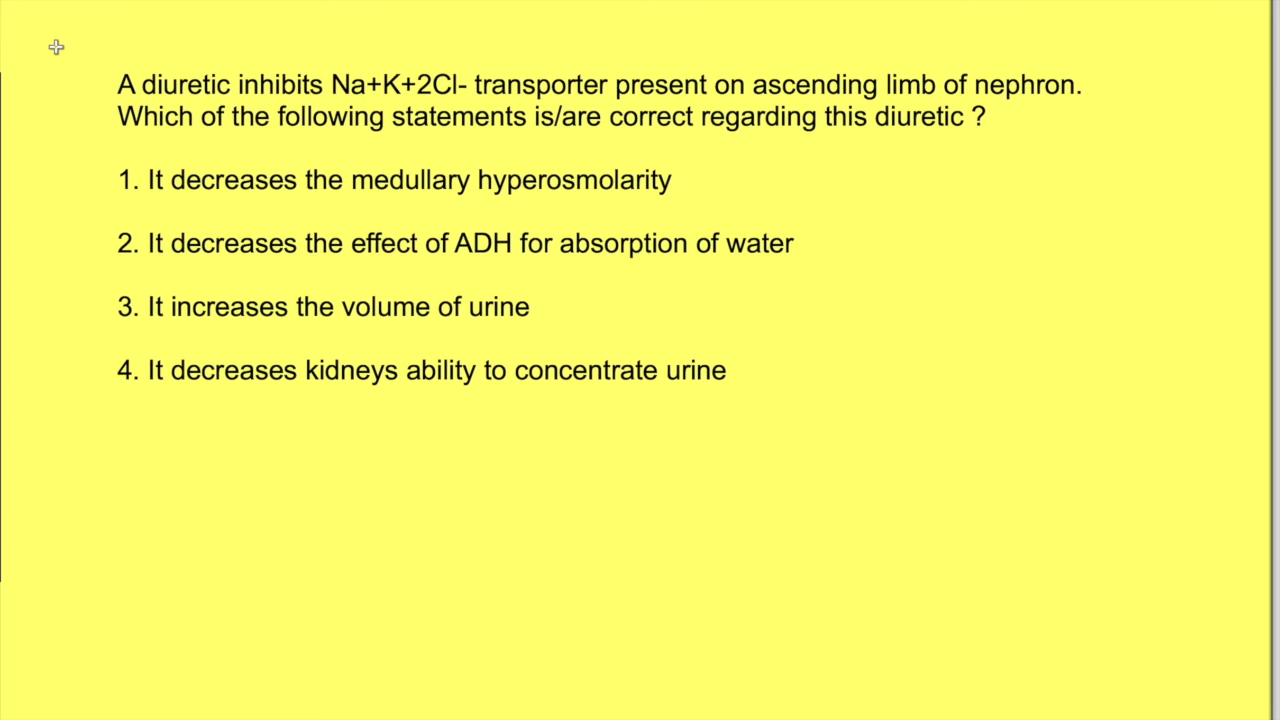 A diuretic inhibits Na+K+2Cl- transporter present on ascending limb of nephron.
Which of the following statements is/are correct regarding this diuretic ?
1. It decreases the medullary hyperosmolarity
2. It decreases the effect of ADH for absorption of water
3. It increases the volume of urine
4. It decreases kidneys ability to concentrate urine